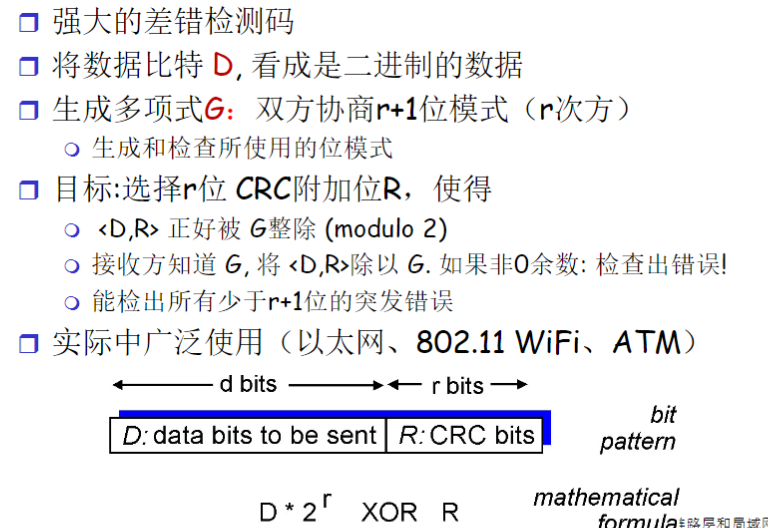 强大的差错检测码
将数据比特 D, 看成是二进制的数据
生成多项式G：双方协商r+1位模式（r次方）
生成和检查所使用的位模式
目标:选择r位 CRC附加位R，使得
<D,R> 正好被 G整除 (modulo 2)
接收方知道 G, 将 <D,R>除以 G. 如果非0余数: 检查出错误!
能检出所有少于r+1位的突发错误
实际中广泛使用（以太网、802.11 WiFi、ATM）
d bits r bits
D: data bits to be sent R: CRC bits
bit
pattern
D * 2^r XOR R
mathematical
formula